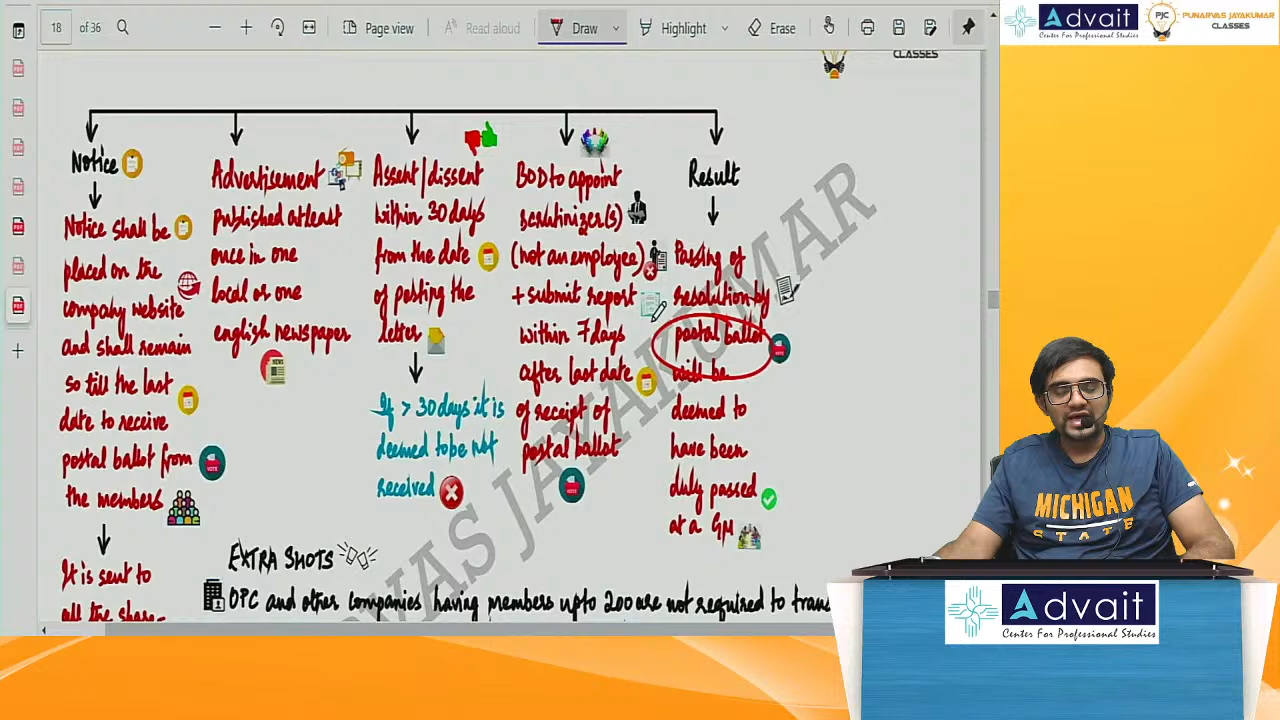 18
of 36
Page view
Read aloud
Draw
Highlight
Erase
Advait
Center For Professional Studies
PJC
PUNARVAS JAYAKUMAR
CLASSES
CLASSES
Notice
Notice shall be
placed on the
company website
and shall remain
so till the last
date to receive
postal ballot from
the members
It is sent to
all the share-
Advertisement
published atleast
once in one
local or one
english newspaper
Assent/dissent
within 30 days
from the date
of posting the
letter
If > 30 days it is
deemed to be not
received
BOD to appoint
scrutinizer(s)
(not an employee)
+ submit report
within 7 days
after last date
of receipt of
postal ballot
Result
Passing of
resolution by
postal ballot
will be
deemed to
have been
duly passed
at a GM
EXTRA SHOTS
OPC and other companies having members upto 200 are not required to trans
VAS JAYAKUMAR
MICHIGAN
STATE
Advait
Center For Professional Studies